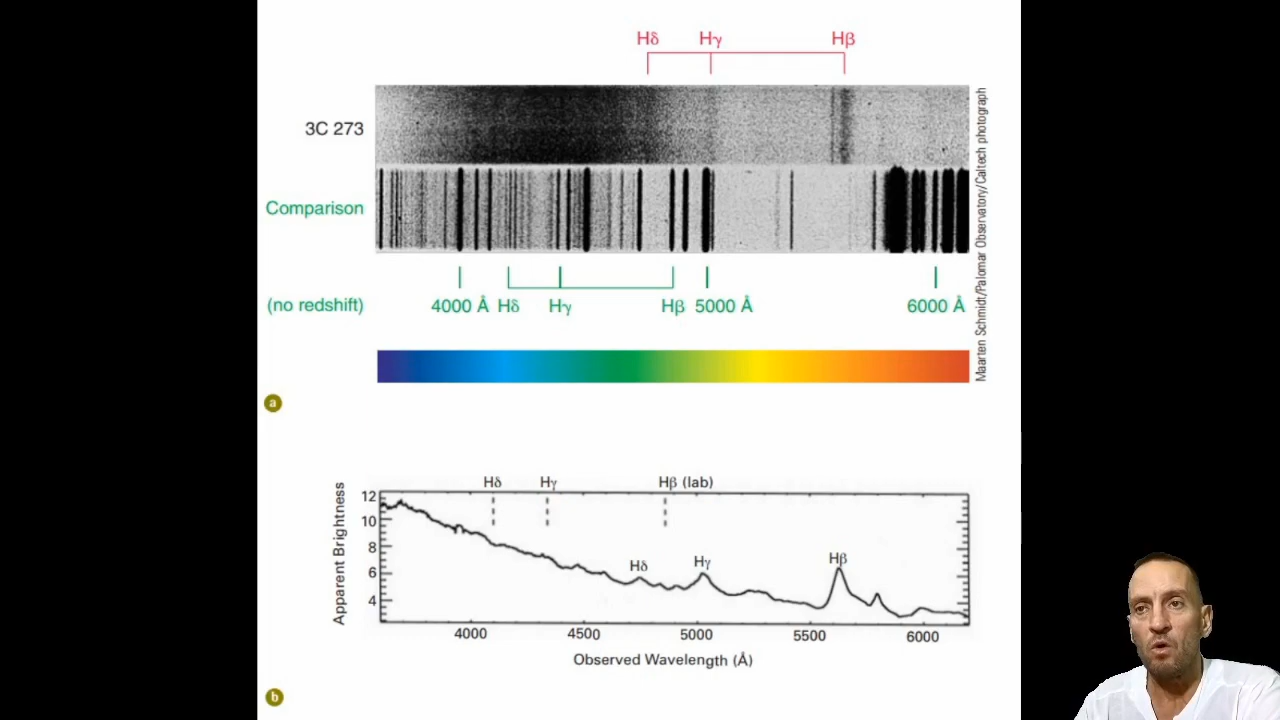 Hδ Hγ Hβ
3C 273
Comparison
(no redshift)
4000 Å Hδ Hγ Hβ 5000 Å 6000 Å
Maarten Schmidt/Palomar Observatory/Caltech photograph
a
Hδ Hγ Hβ (lab)
Apparent Brightness
12
10
8
6
4
Hδ Hγ Hβ
4000 4500 5000 5500 6000
Observed Wavelength (Å)
b